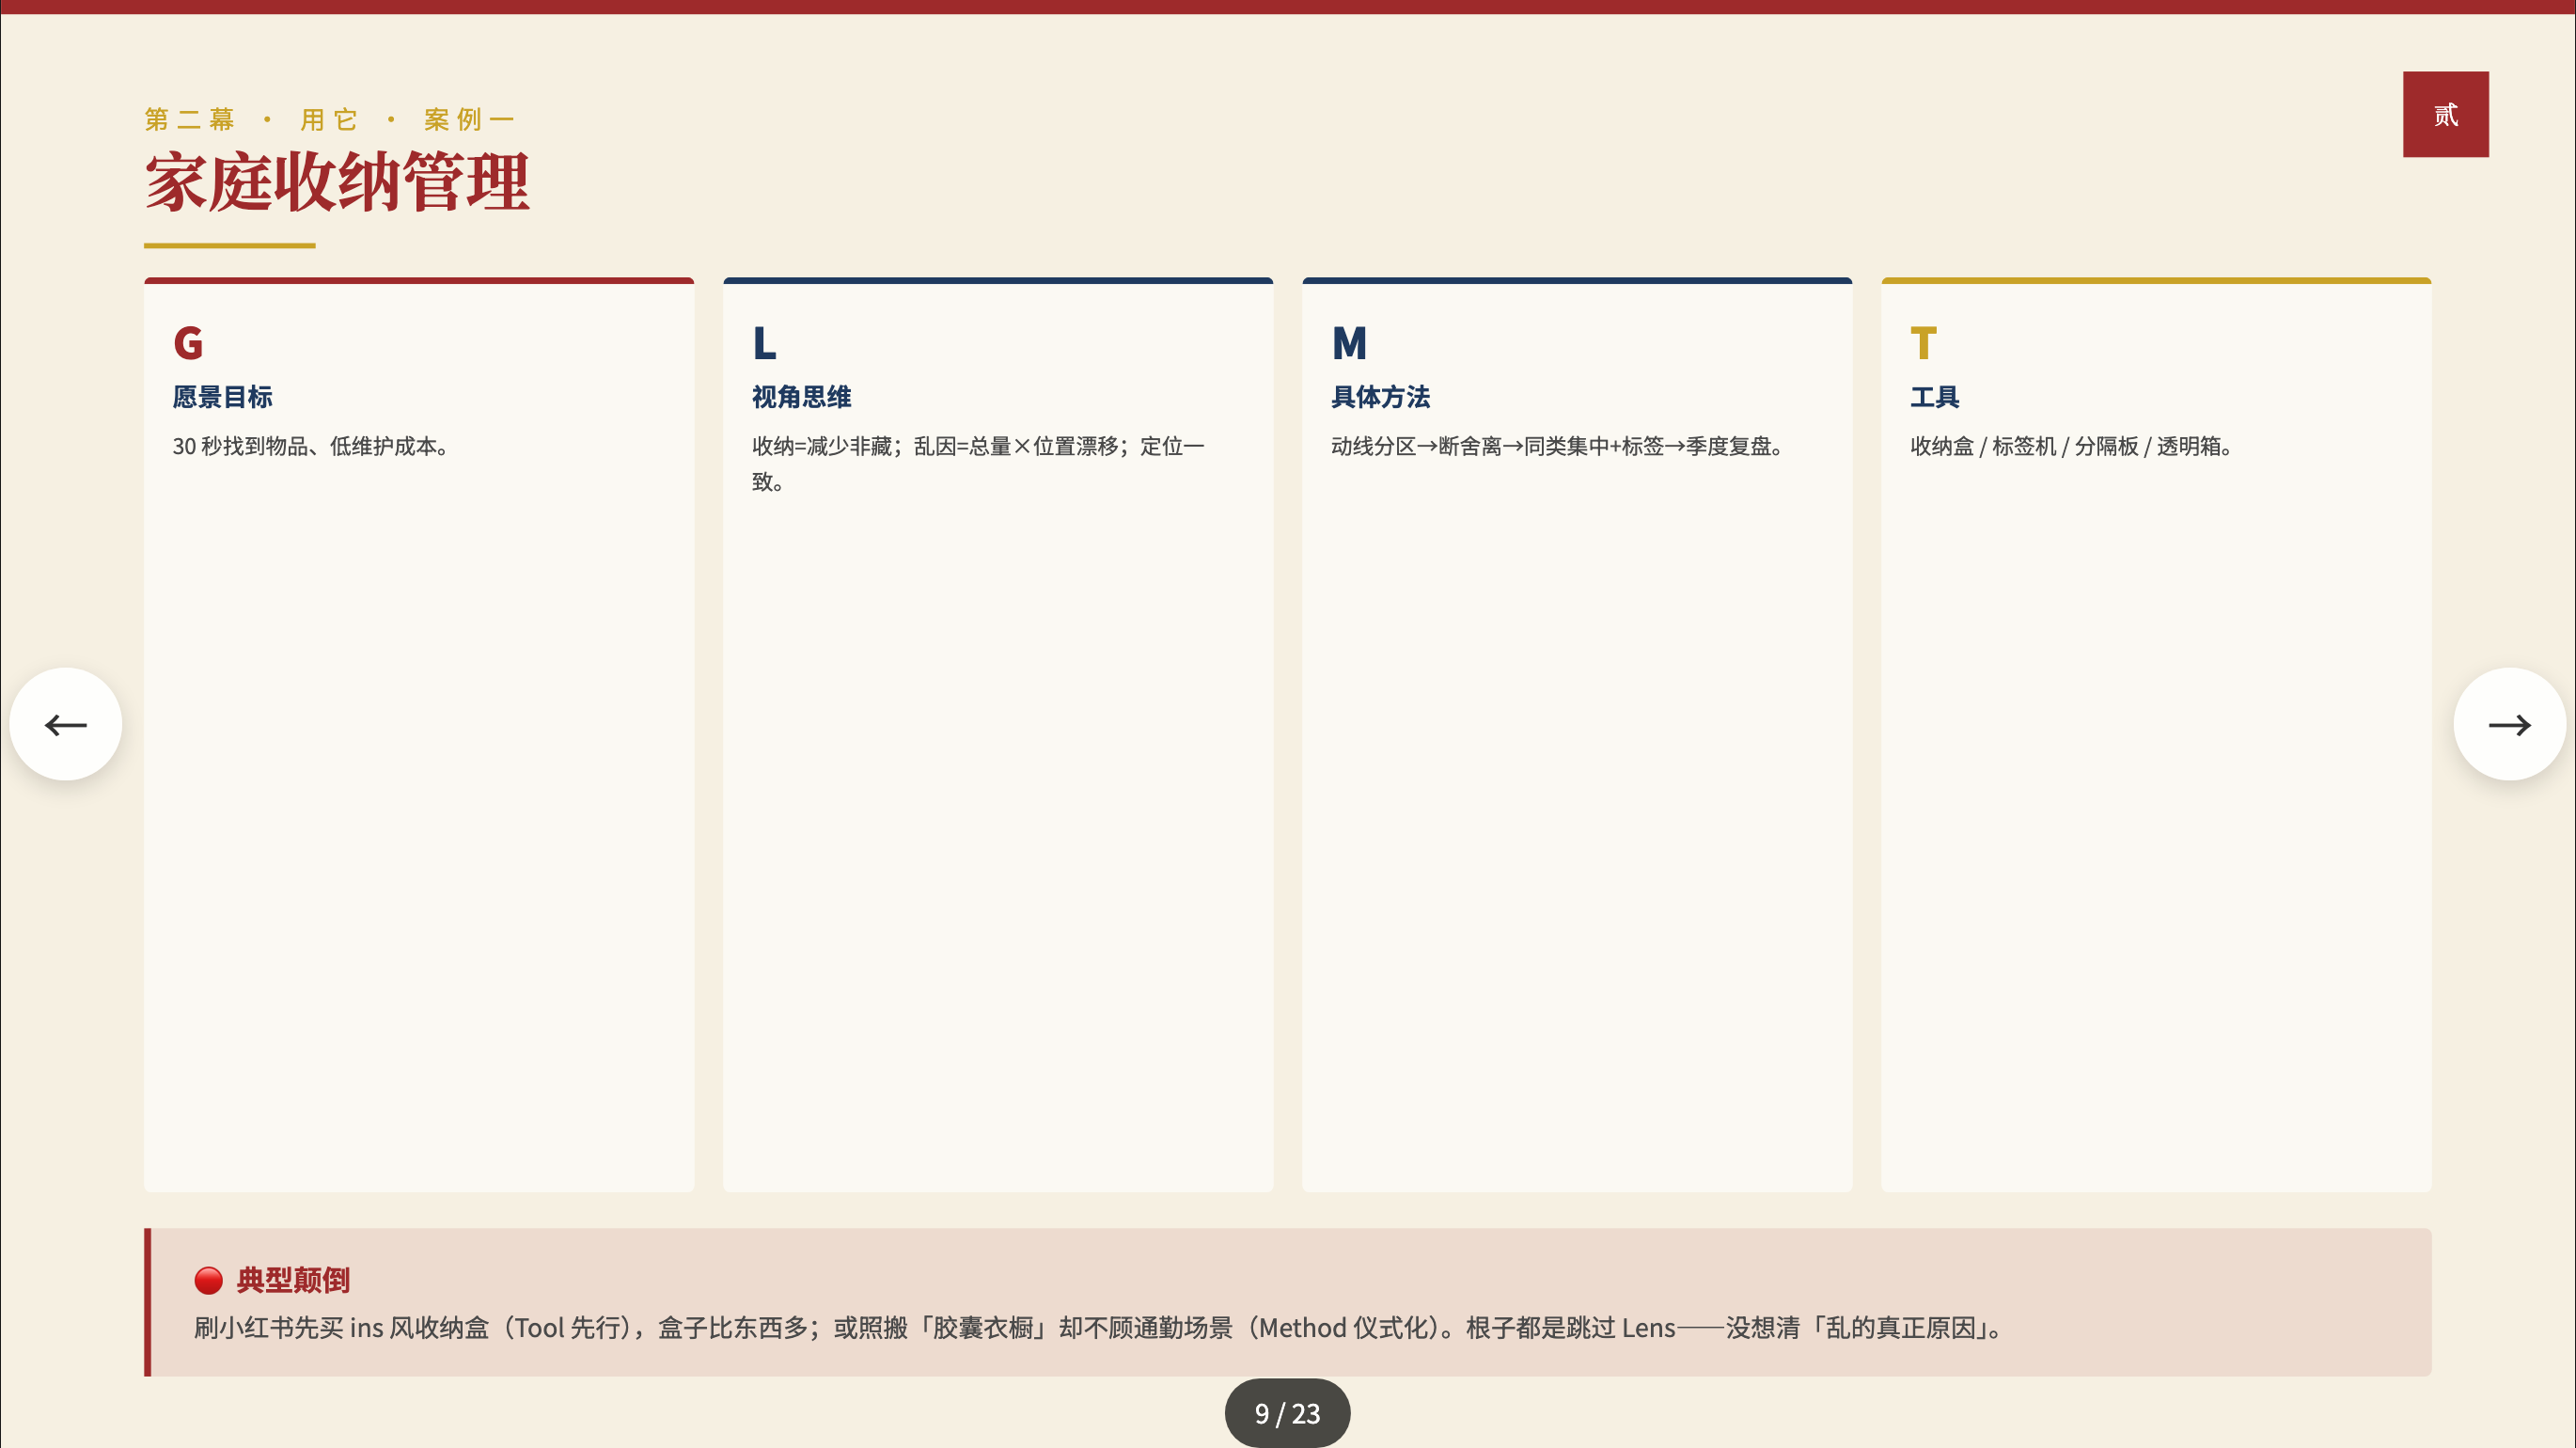 第二幕 · 用它 · 案例一
贰
家庭收纳管理
G
愿景目标
30 秒找到物品、低维护成本。
L
视角思维
收纳=减少非藏；乱因=总量×位置漂移；定位一
致。
M
具体方法
动线分区→断舍离→同类集中+标签→季度复盘。
T
工具
收纳盒 / 标签机 / 分隔板 / 透明箱。
←
→
🔴 典型颠倒
刷小红书先买 ins 风收纳盒（Tool 先行），盒子比东西多；或照搬「胶囊衣橱」却不顾通勤场景（Method 仪式化）。根子都是跳过 Lens——没想清「乱的真正原因」。
9 / 23